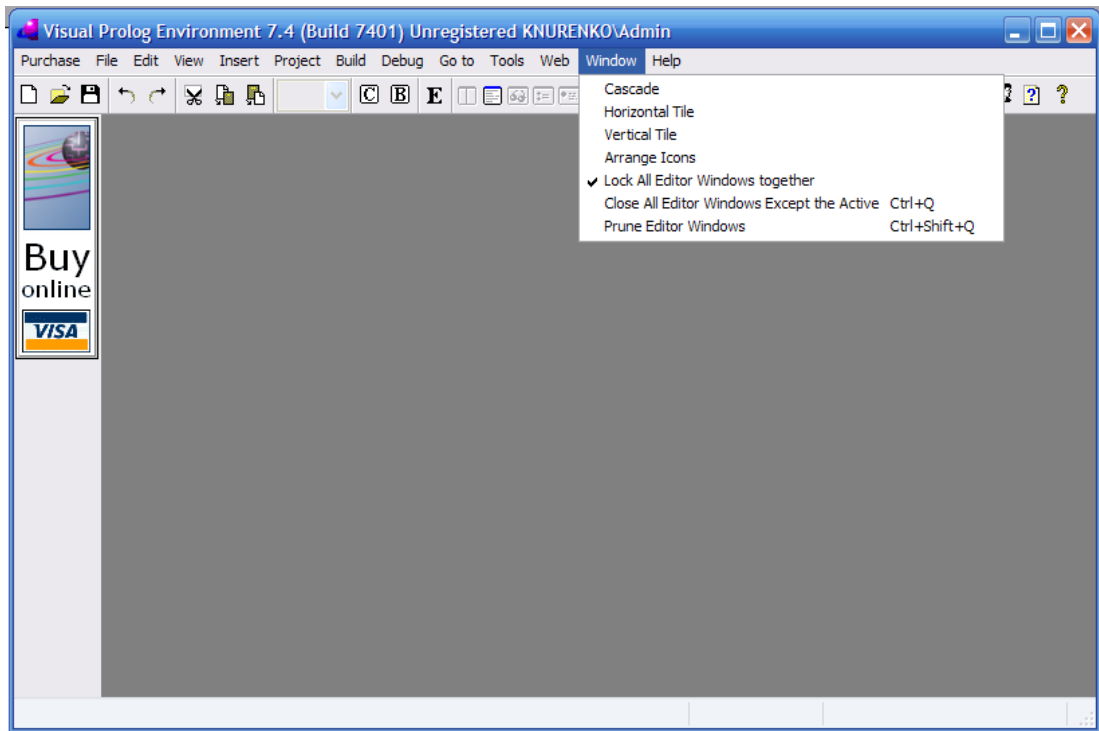 Visual Prolog Environment 7.4 (Build 7401) Unregistered KNURENKO\Admin
Purchase File Edit View Insert Project Build Debug Go to Tools Web Window Help
C B E
Cascade
Horizontal Tile
Vertical Tile
Arrange Icons
Lock All Editor Windows together
Close All Editor Windows Except the Active Ctrl+Q
Prune Editor Windows Ctrl+Shift+Q
Buy
online
VISA